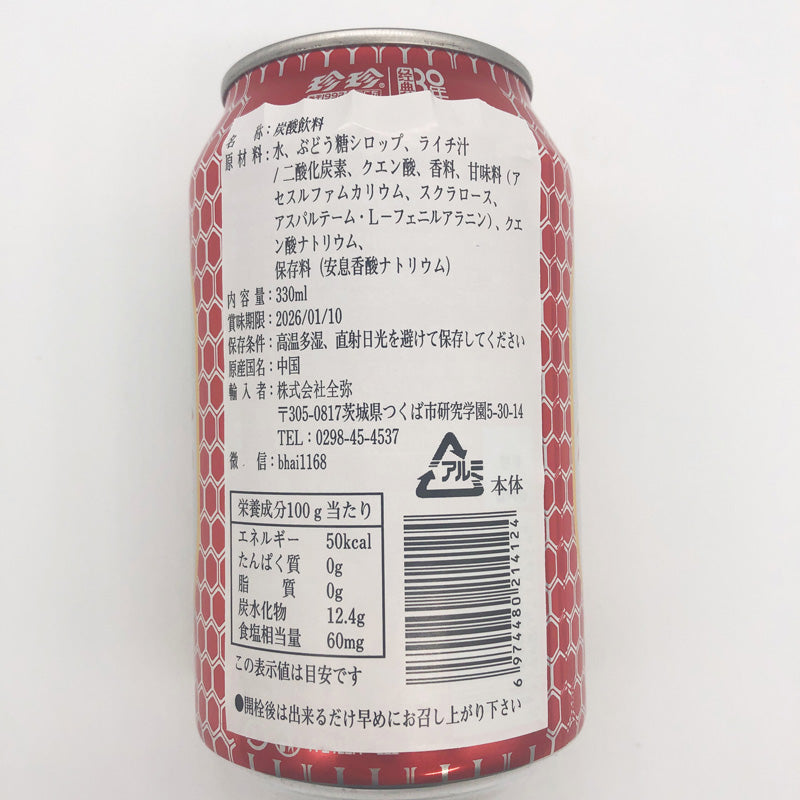 珍珍
经典
30年
名 称：炭酸飲料
原材料：水、ぶどう糖シロップ、ライチ汁
/二酸化炭素、クエン酸、香料、甘味料（ア
セスルファムカリウム、スクラロース、
アスパルテーム・L－フェニルアラニン）、クエ
ン酸ナトリウム、
保存料（安息香酸ナトリウム）
内容量：330ml
賞味期限：2026/01/10
保存条件：高温多湿、直射日光を避けて保存してください
原産国名：中国
輸入者：株式会社全弥
〒305-0817茨城県つくば市研究学園5-30-14
TEL：0298-45-4537
微 信：bhai1168
アルミ 本体
栄養成分100g当たり
エネルギー 50kcal
たんぱく質 0g
脂 質 0g
炭水化物 12.4g
食塩相当量 60mg
この表示値は目安です
6 974480 214124
●開栓後は出来るだけ早めにお召し上がり下さい